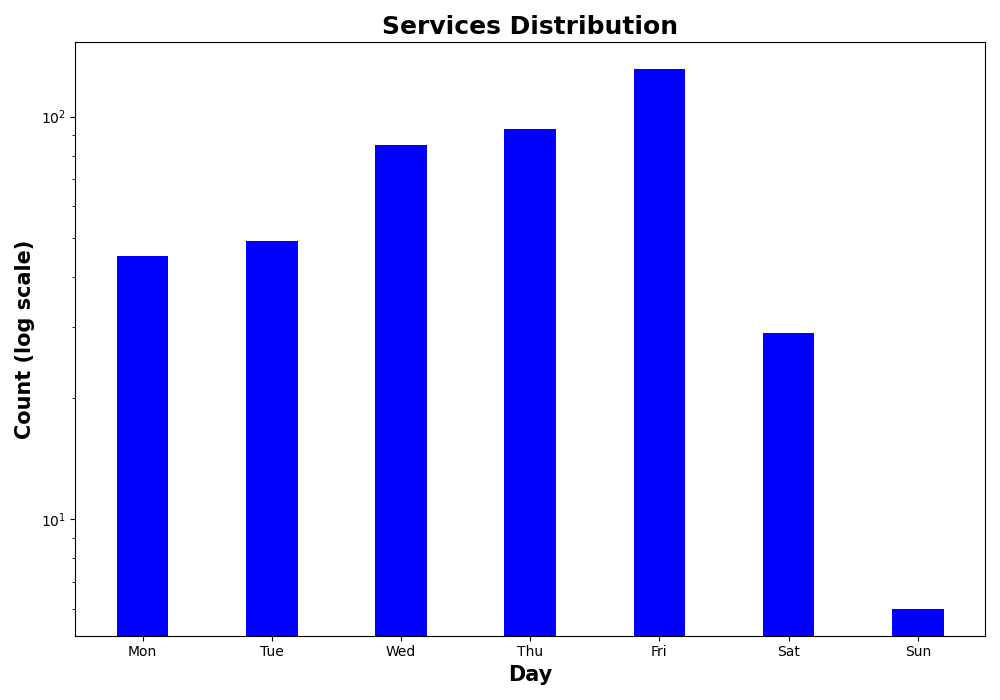 Services Distribution
Count (log scale)
10²
10¹
Mon Tue Wed Thu Fri Sat Sun
Day